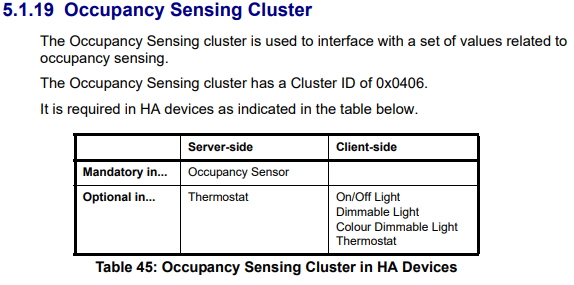 5.1.19 Occupancy Sensing Cluster
The Occupancy Sensing cluster is used to interface with a set of values related to
occupancy sensing.
The Occupancy Sensing cluster has a Cluster ID of 0x0406.
It is required in HA devices as indicated in the table below.
Server-side Client-side
Mandatory in... Occupancy Sensor
Optional in... Thermostat On/Off Light
Dimmable Light
Colour Dimmable Light
Thermostat
Table 45: Occupancy Sensing Cluster in HA Devices